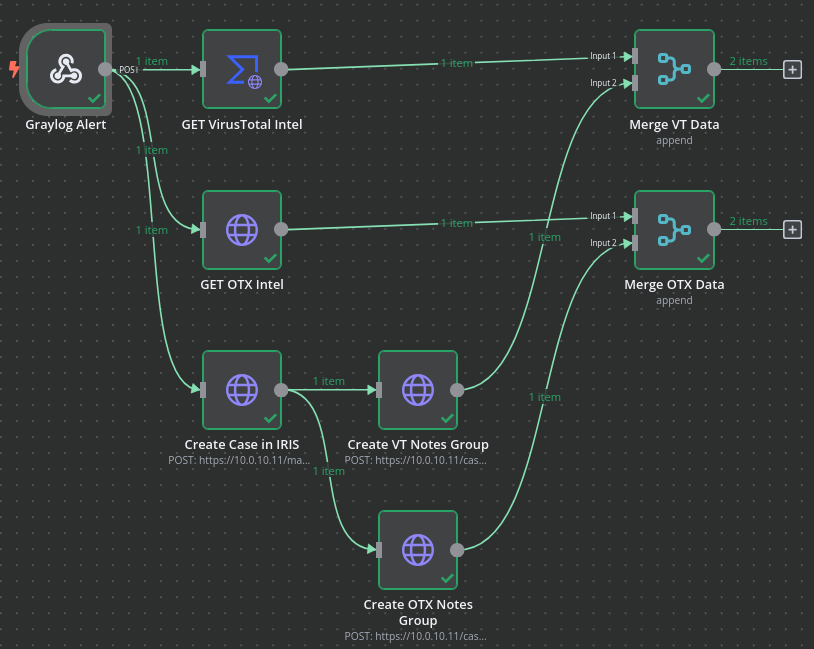 POST
1 item
1 item
Input 1
Input 2
2 items
Graylog Alert
GET VirusTotal Intel
Merge VT Data
append
1 item
1 item
1 item
Input 1
Input 2
1 item
2 items
GET OTX Intel
Merge OTX Data
append
1 item
1 item
Create Case in IRIS
POST: https://10.0.10.11/ma...
Create VT Notes Group
POST: https://10.0.10.11/cas...
1 item
Create OTX Notes
Group
POST: https://10.0.10.11/cas...